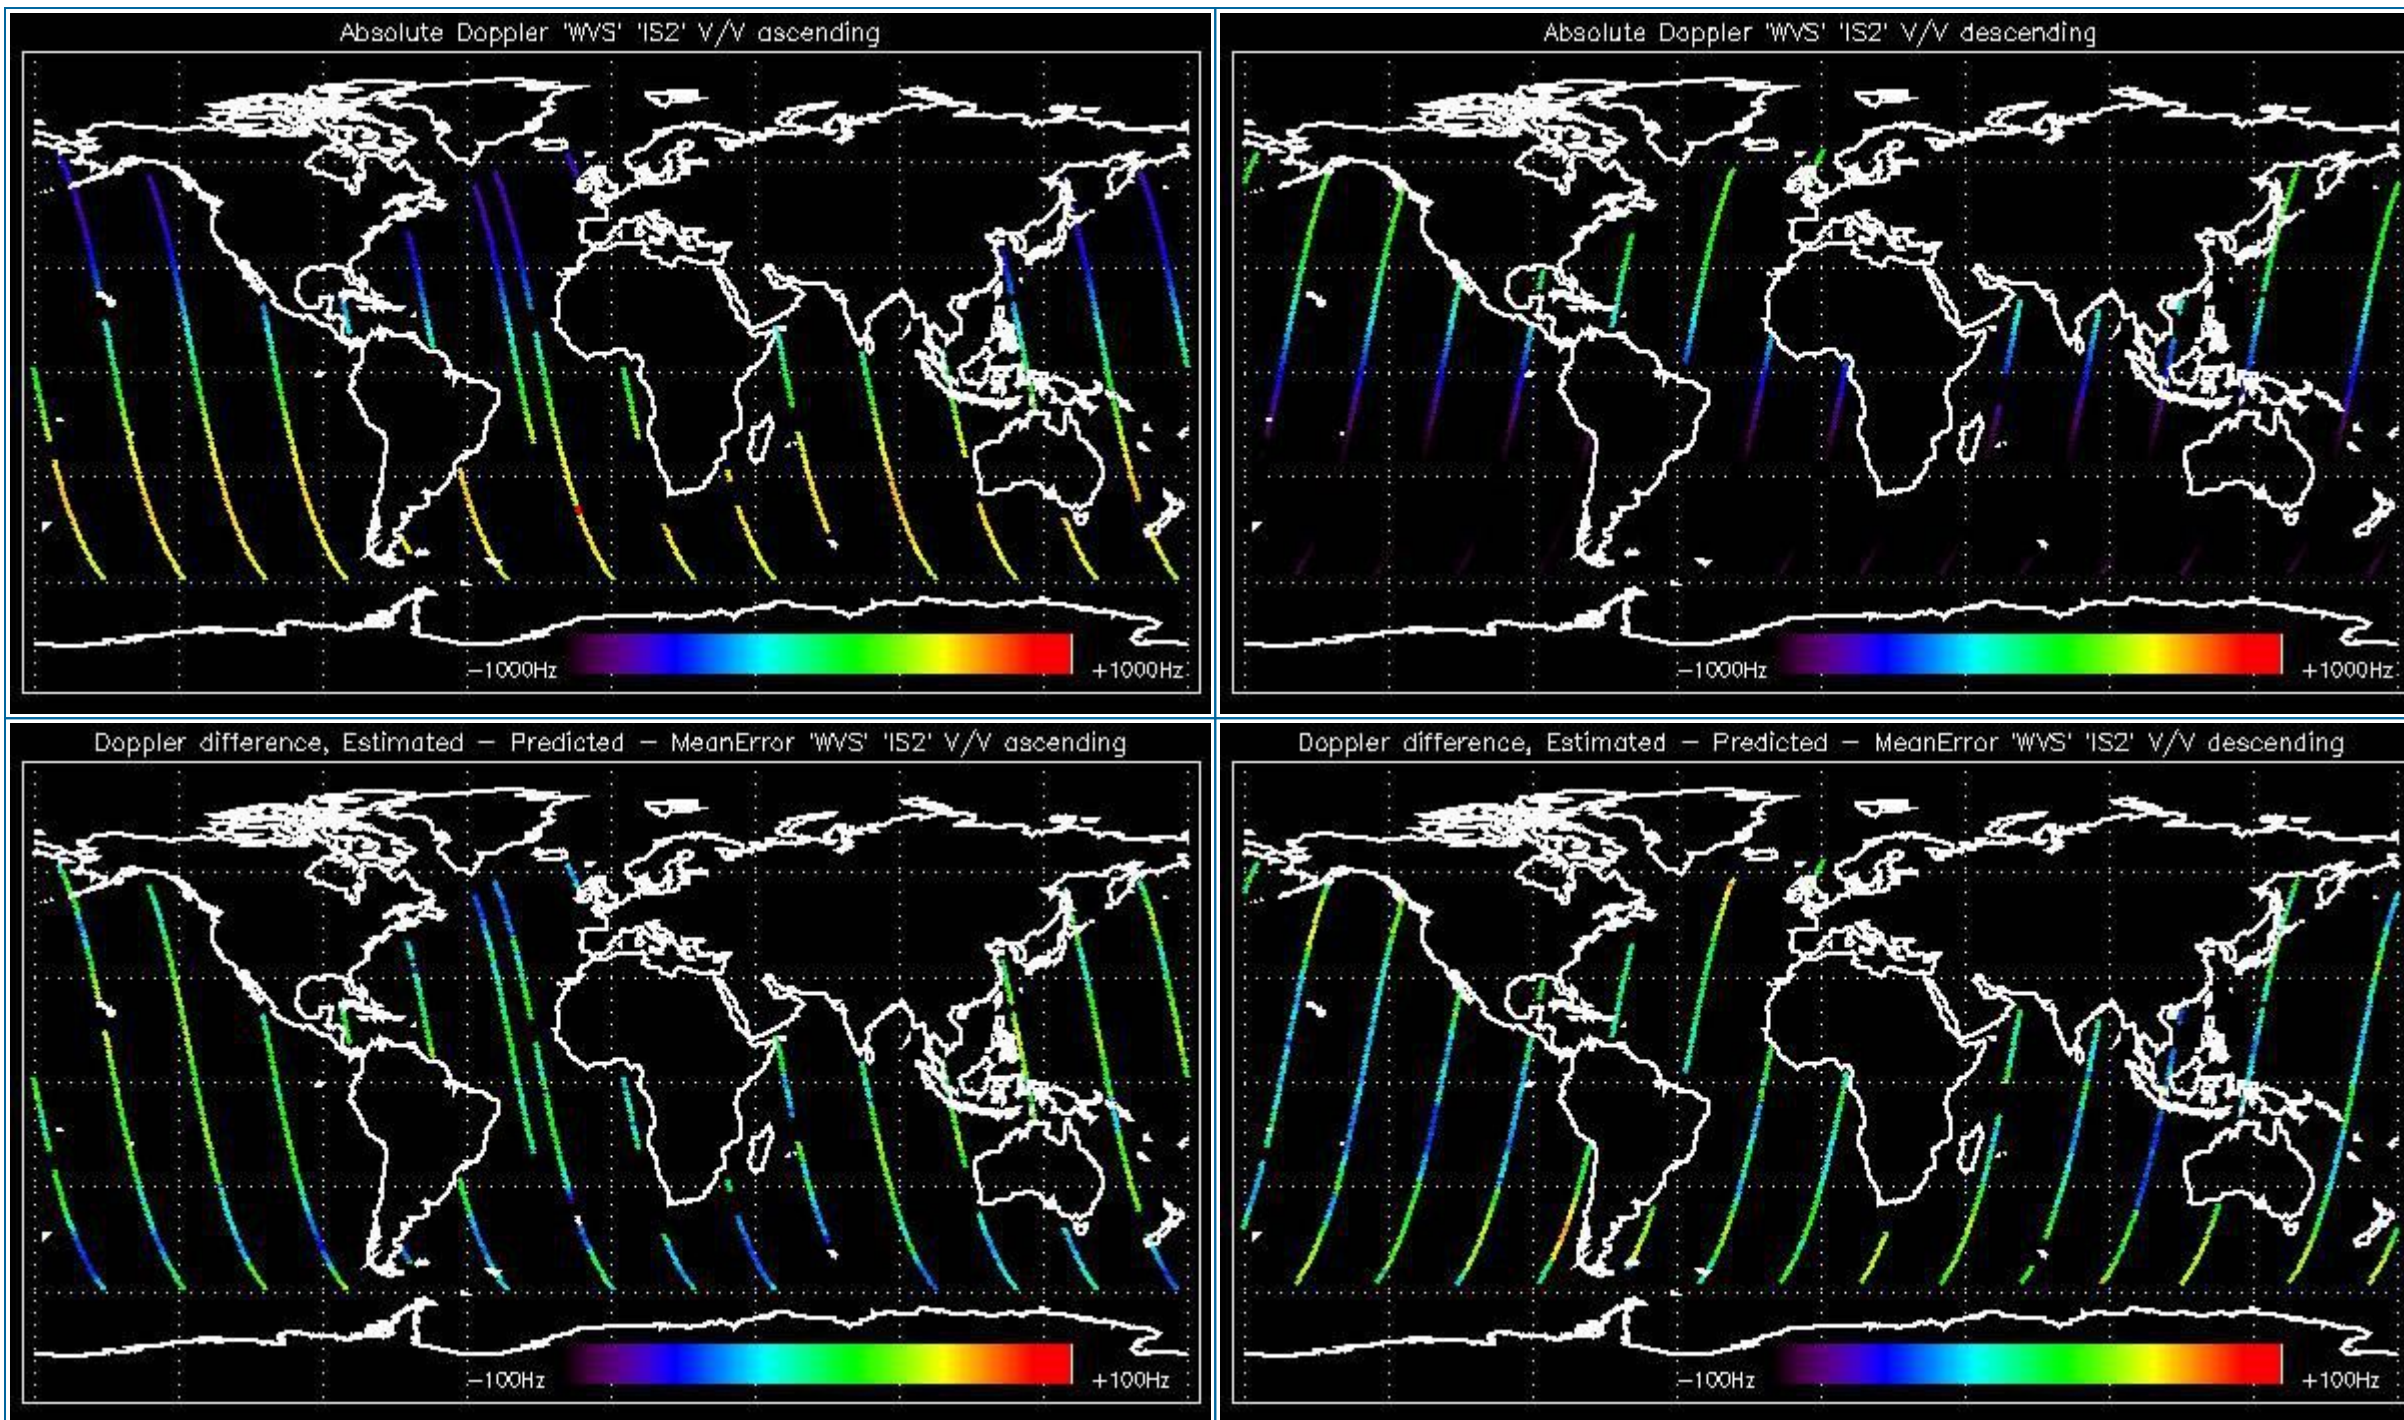 Absolute Doppler 'WVS' 'IS2' V/V ascending
-1000Hz
+1000Hz
Absolute Doppler 'WVS' 'IS2' V/V descending
-1000Hz
+1000Hz
Doppler difference, Estimated - Predicted - MeanError 'WVS' 'IS2' V/V ascending
-100Hz
+100Hz
Doppler difference, Estimated - Predicted - MeanError 'WVS' 'IS2' V/V descending
-100Hz
+100Hz